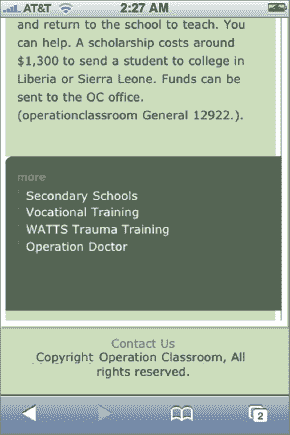 AT&T 2:27 AM
and return to the school to teach. You
can help. A scholarship costs around
$1,300 to send a student to college in
Liberia or Sierra Leone. Funds can be
sent to the OC office.
(operationclassroom General 12922.).
more
Secondary Schools
Vocational Training
WATTS Trauma Training
Operation Doctor
Contact Us
Copyright Operation Classroom, All
rights reserved.
2